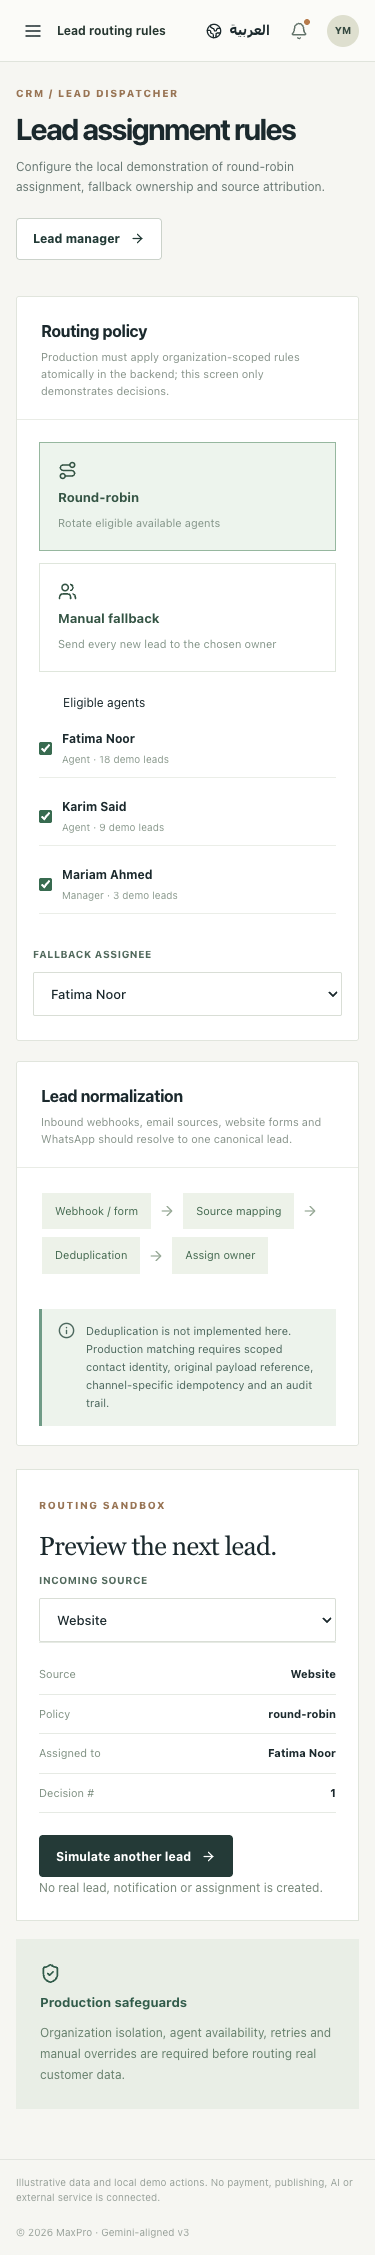 Lead routing rules
العربية
YM
CRM / LEAD DISPATCHER
Lead assignment rules
Configure the local demonstration of round-robin
assignment, fallback ownership and source attribution.
Lead manager
Routing policy
Production must apply organization-scoped rules
atomically in the backend; this screen only
demonstrates decisions.
Round-robin
Rotate eligible available agents
Manual fallback
Send every new lead to the chosen owner
Eligible agents
Fatima Noor
Agent · 18 demo leads
Karim Said
Agent · 9 demo leads
Mariam Ahmed
Manager · 3 demo leads
FALLBACK ASSIGNEE
Fatima Noor
Lead normalization
Inbound webhooks, email sources, website forms and
WhatsApp should resolve to one canonical lead.
Webhook / form
Source mapping
Deduplication
Assign owner
Deduplication is not implemented here.
Production matching requires scoped
contact identity, original payload reference,
channel-specific idempotency and an audit
trail.
ROUTING SANDBOX
Preview the next lead.
INCOMING SOURCE
Website
Source Website
Policy round-robin
Assigned to Fatima Noor
Decision # 1
Simulate another lead
No real lead, notification or assignment is created.
Production safeguards
Organization isolation, agent availability, retries and
manual overrides are required before routing real
customer data.
Illustrative data and local demo actions. No payment, publishing, AI or
external service is connected.
© 2026 MaxPro · Gemini-aligned v3